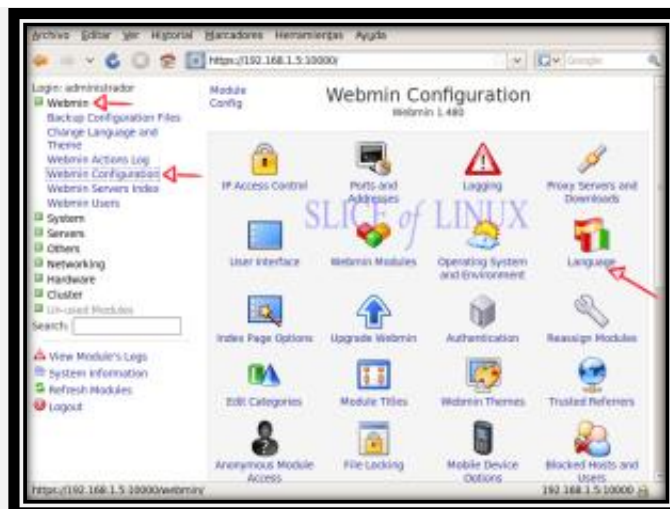 Archivo Editar Ver Historial Marcadores Herramientas Ayuda
https://192.168.1.5:10000/
Google
Login: administrador
Webmin
Backup Configuration Files
Change Language and
Theme
Webmin Actions Log
Webmin Configuration
Webmin Servers Index
Webmin Users
System
Servers
Others
Networking
Hardware
Cluster
Un-used Modules
Search:
View Module's Logs
System Information
Refresh Modules
Logout
Module
Config
Webmin Configuration
Webmin 1.480
IP Access Control
Ports and
Addresses
Logging
Proxy Servers and
Downloads
SLICE of LINUX
User Interface
Webmin Modules
Operating System
and Environment
Language
Index Page Options
Upgrade Webmin
Authentication
Reassign Modules
Edit Categories
Module Titles
Webmin Themes
Trusted Referrers
Anonymous Module
Access
File Locking
Mobile Device
Options
Blocked Hosts and
Users
https://192.168.1.5:10000/webmin/
192.168.1.5:10000